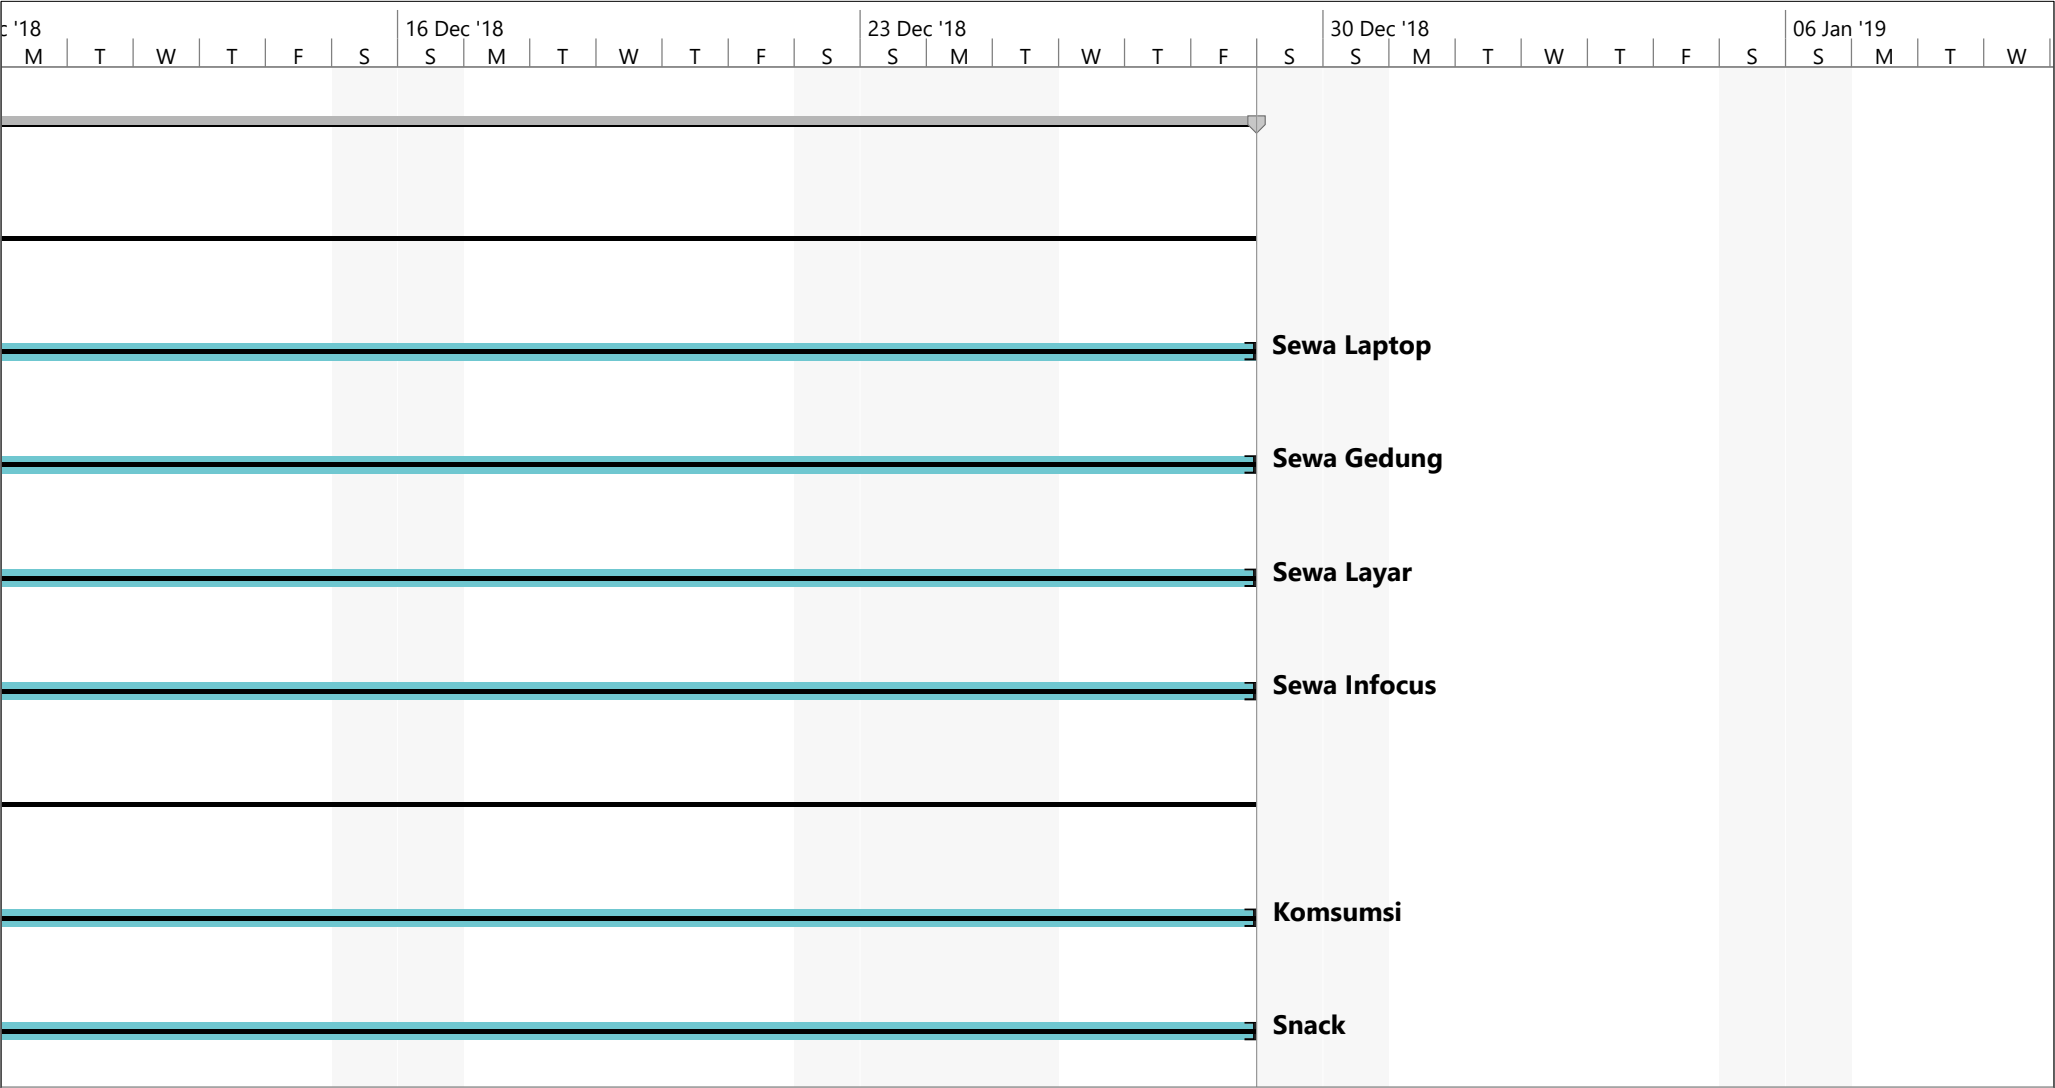 '18 16 Dec '18 23 Dec '18 30 Dec '18 06 Jan '19
M T W T F S S M T W T F S S M T W T F S S M T W T F S S M T W
Sewa Laptop
Sewa Gedung
Sewa Layar
Sewa Infocus
Komsumsi
Snack